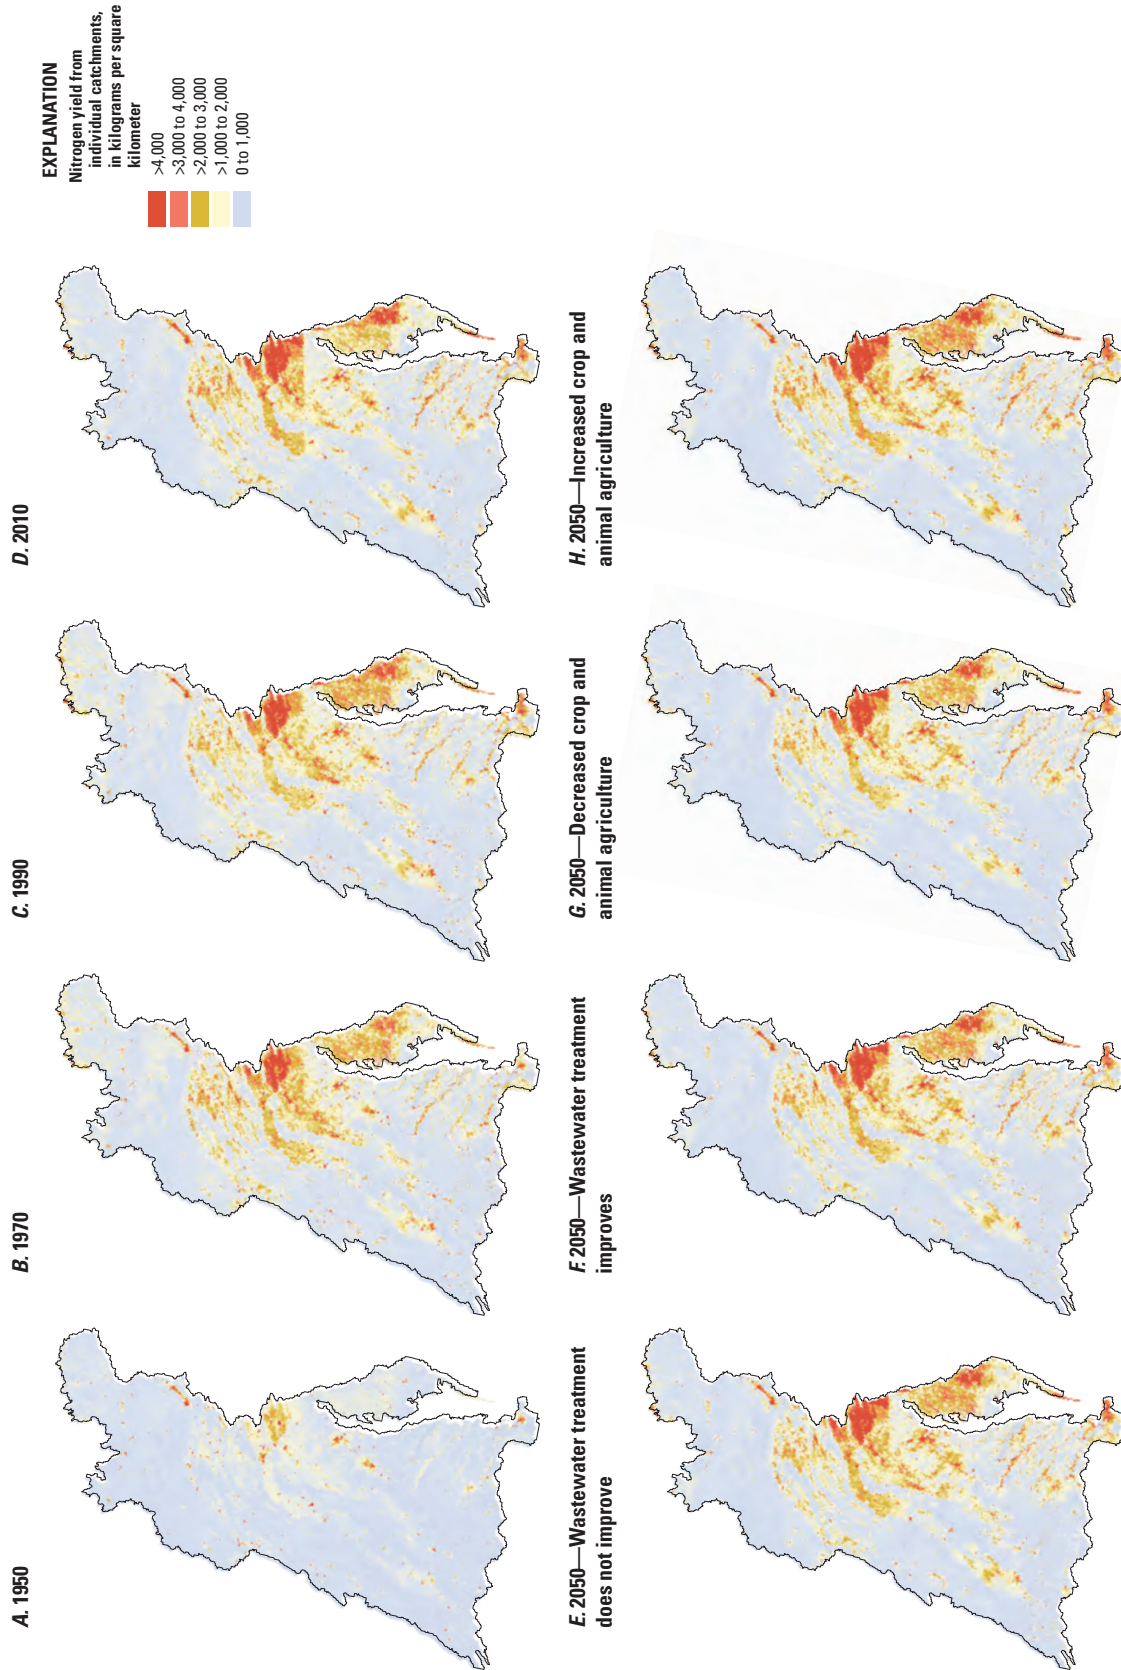 A. 1950
B. 1970
C. 1990
D. 2010
EXPLANATION
Nitrogen yield from
individual catchments,
in kilograms per square
kilometer
>4,000
>3,000 to 4,000
>2,000 to 3,000
>1,000 to 2,000
0 to 1,000
E. 2050—Wastewater treatment
does not improve
F. 2050—Wastewater treatment
improves
G. 2050—Decreased crop and
animal agriculture
H. 2050—Increased crop and
animal agriculture